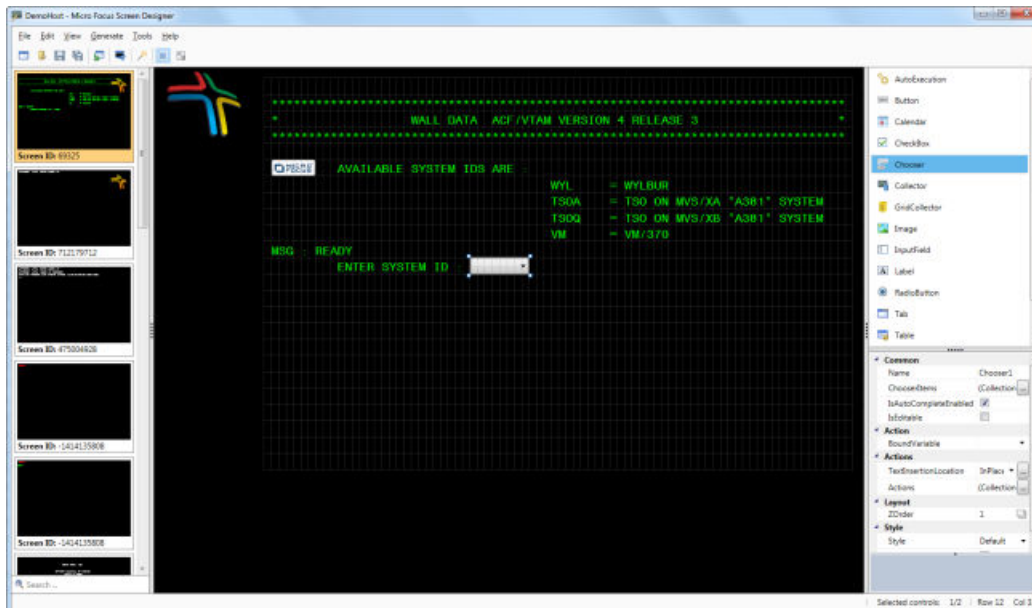 DemoHost - Micro Focus Screen Designer
File Edit View Generate Tools Help
Screen ID: 69325
Screen ID: 712179712
Screen ID: 475004928
Screen ID: -1414135808
Screen ID: -1414135808
Search...
****************************************************************************
* WALL DATA ACF/VTAM VERSION 4 RELEASE 3 *
****************************************************************************
AVAILABLE SYSTEM IDS ARE :
WYL = WYLBUR
TSOA = TSO ON MVS/XA "A301" SYSTEM
TSOQ = TSO ON MVS/XB "A301" SYSTEM
VM = VM/370
MSG : READY
ENTER SYSTEM ID :
AutoExecution
Button
Calendar
CheckBox
Chooser
Collector
GridCollector
Image
InputField
Label
RadioButton
Tab
Table
Common
Name Chooser1
ChooserItems (Collection ...
IsAutoCompleteEnabled
IsEditable
Action
BoundVariable
Actions
TextInsertionLocation InPlac
Actions (Collection ...
Layout
ZOrder 1
Style
Style Default
Selected controls: 1/2 Row 12 Col